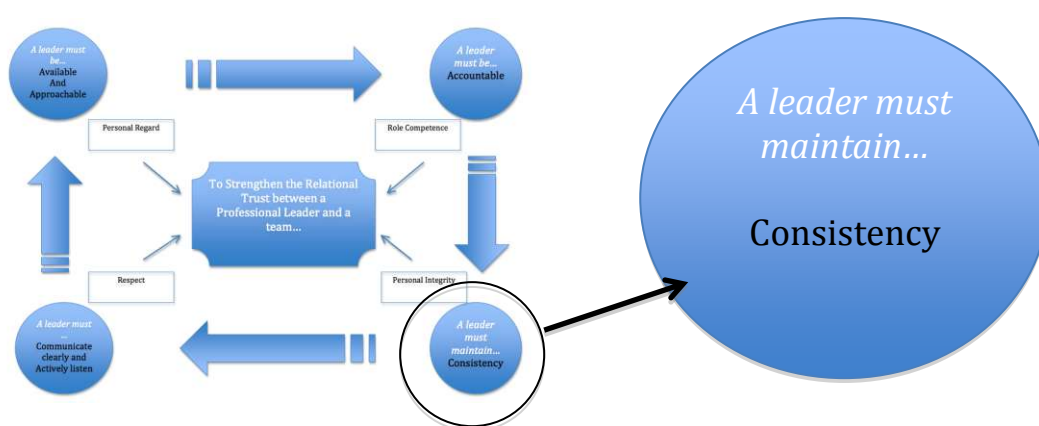 A leader must
be...
Available
And
Approachable
A leader
must be...
Accountable
Personal Regard
Role Competence
To Strengthen the Relational
Trust between a
Professional Leader and a
team...
Respect
Personal Integrity
A leader must
...
Communicate
clearly and
Actively listen
A leader
must
maintain...
Consistency
A leader must
maintain...
Consistency